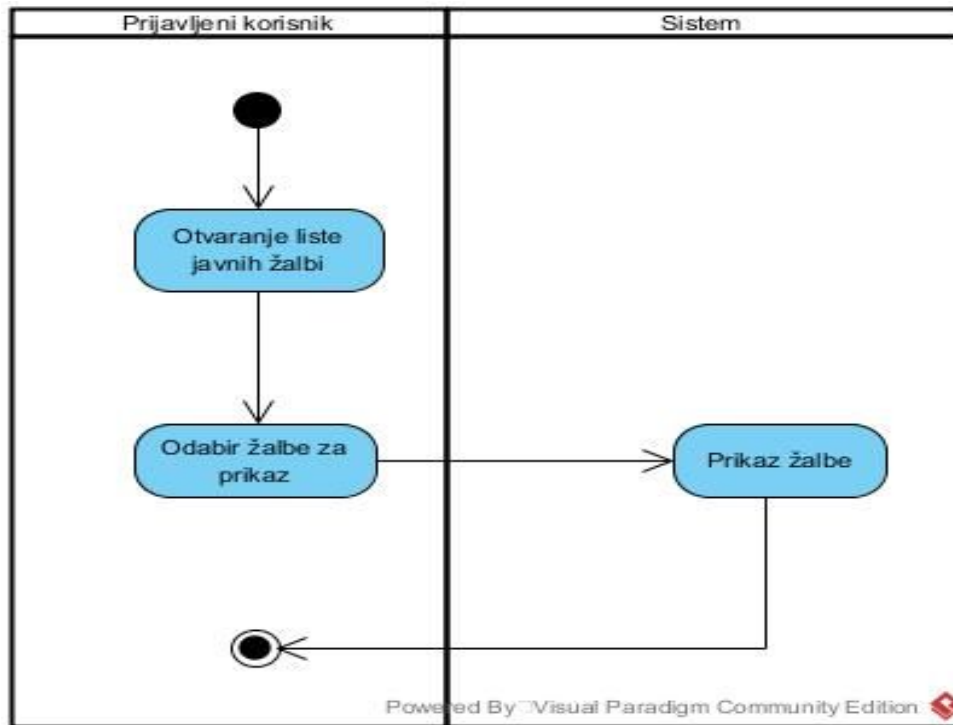 Prijavljeni korisnik
Sistem
Otvaranje liste
javnih žalbi
Odabir žalbe za
prikaz
Prikaz žalbe
Powered By Visual Paradigm Community Edition